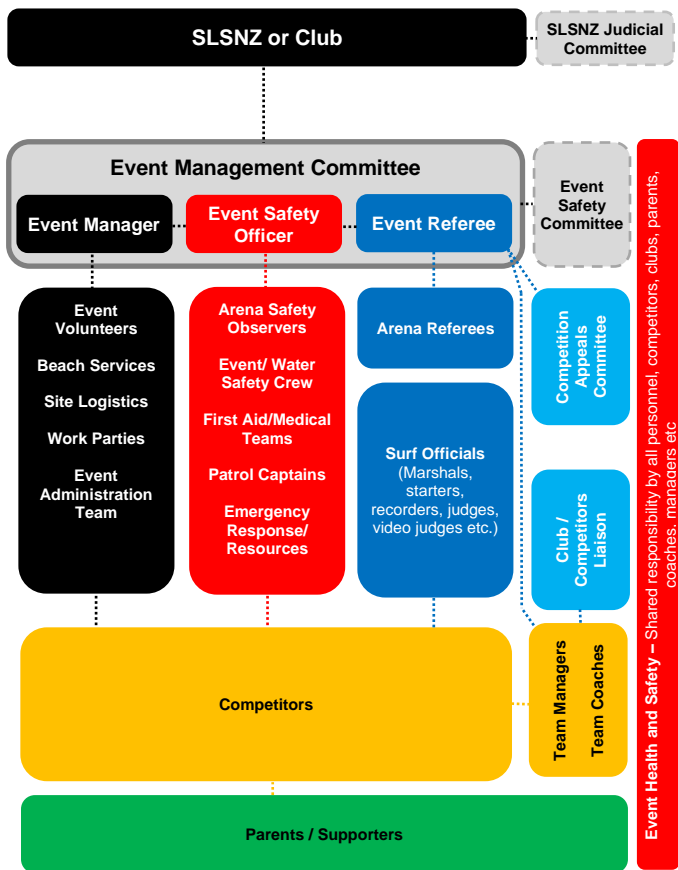 SLSNZ or Club
SLSNZ Judicial
Committee
Event Management Committee
Event Manager
Event Safety
Officer
Event Referee
Event
Safety
Committee
Event
Volunteers
Beach Services
Site Logistics
Work Parties
Event
Administration
Team
Arena Safety
Observers
Event/ Water
Safety Crew
First Aid/Medical
Teams
Patrol Captains
Emergency
Response/
Resources
Arena Referees
Surf Officials
(Marshals,
starters,
recorders, judges,
video judges etc.)
Competition
Appeals
Committee
Club /
Competitors
Liaison
Competitors
Team Managers
Team Coaches
Parents / Supporters
Event Health and Safety – Shared responsibility by all personnel, competitors, clubs, parents,
coaches, managers etc